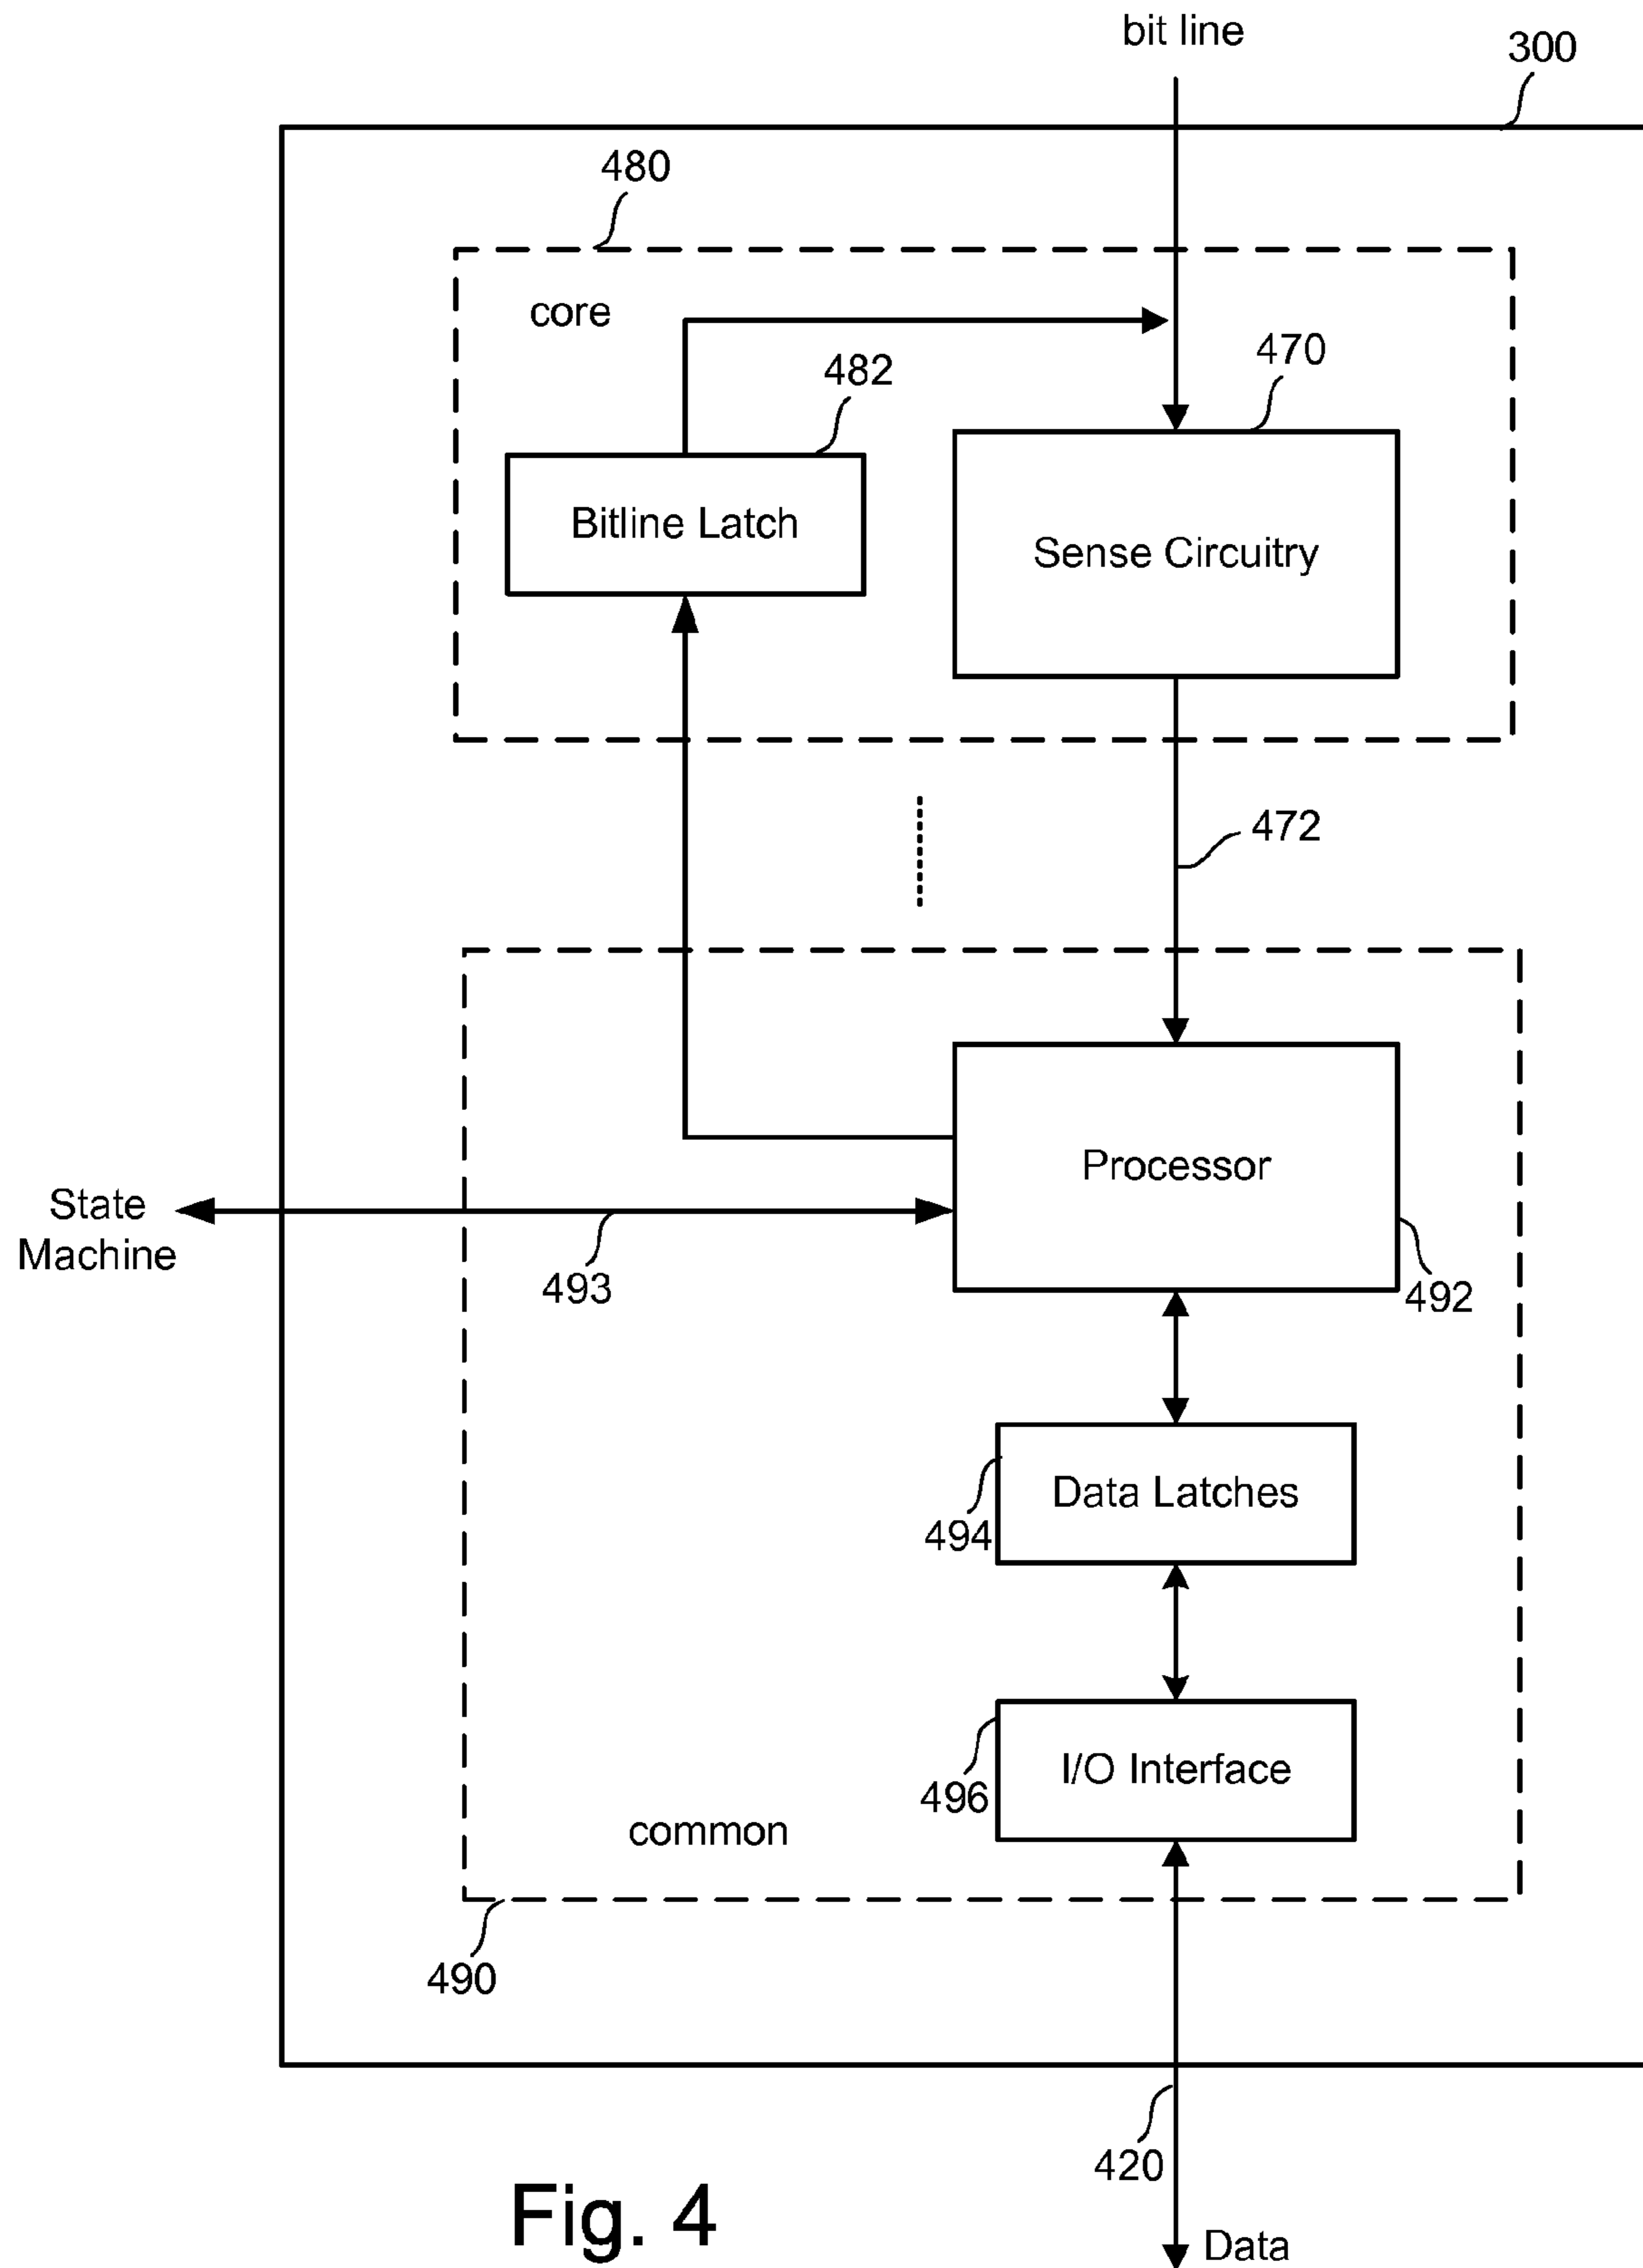 bit line
300
480
core
470
482
Bitline Latch
Sense Circuitry
472
Processor
State
Machine
493
492
Data Latches
494
I/O Interface
496
common
490
420
Fig. 4
Data